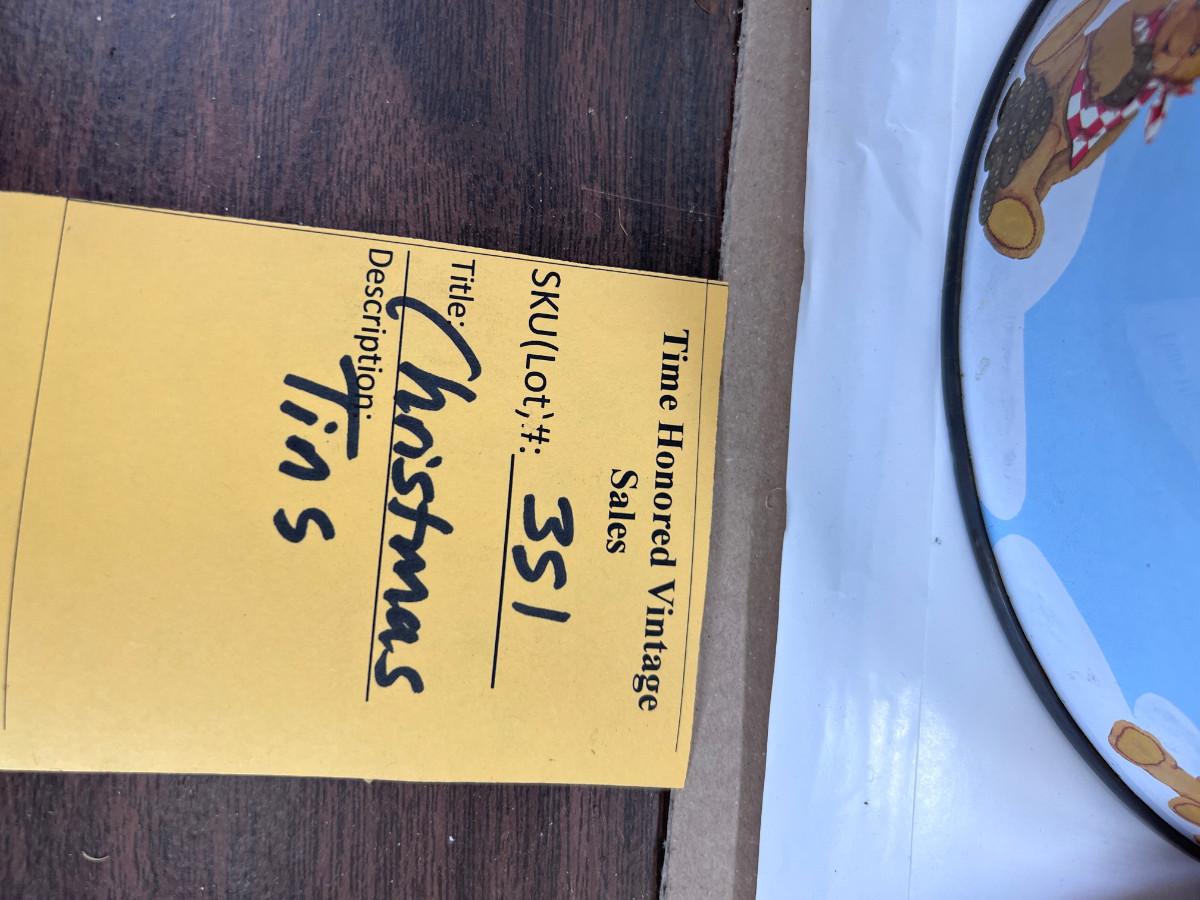 Time Honored Vintage
Sales
SKU(Lot)#: 351
Title: Christmas
Description:
Tins